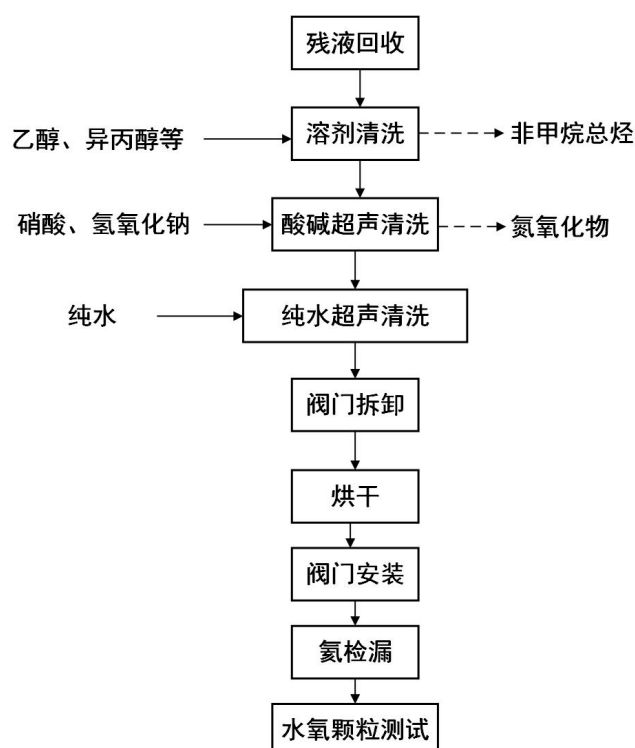 残液回收
乙醇、异丙醇等
溶剂清洗
非甲烷总烃
硝酸、氢氧化钠
酸碱超声清洗
氮氧化物
纯水
纯水超声清洗
阀门拆卸
烘干
阀门安装
氦检漏
水氧颗粒测试